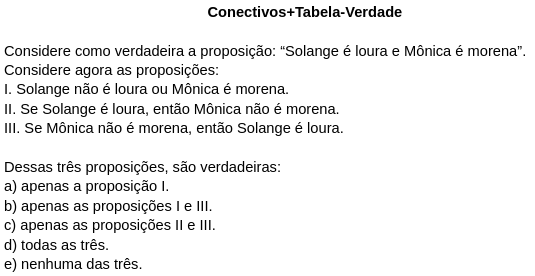 Conectivos+Tabela-Verdade
Considere como verdadeira a proposição: “Solange é loura e Mônica é morena”.
Considere agora as proposições:
I. Solange não é loura ou Mônica é morena.
II. Se Solange é loura, então Mônica não é morena.
III. Se Mônica não é morena, então Solange é loura.
Dessas três proposições, são verdadeiras:
a) apenas a proposição I.
b) apenas as proposições I e III.
c) apenas as proposições II e III.
d) todas as três.
e) nenhuma das três.